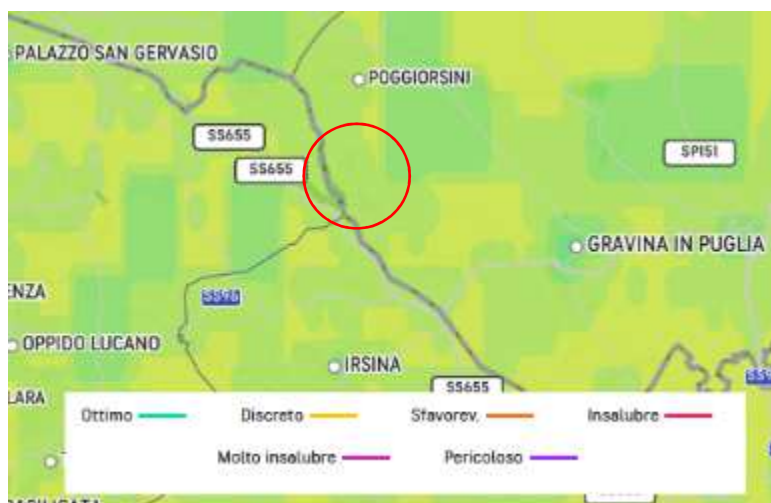 PALAZZO SAN GERVASIO
POGGIORSINI
SS655
SS655
SP151
GRAVINA IN PUGLIA
ENZA
SS96
OPPIDO LUCANO
IRSINA
SS655
LARA
Ottimo
Discreto
Sfavorev.
Insalubre
Molto insalubre
Pericoloso